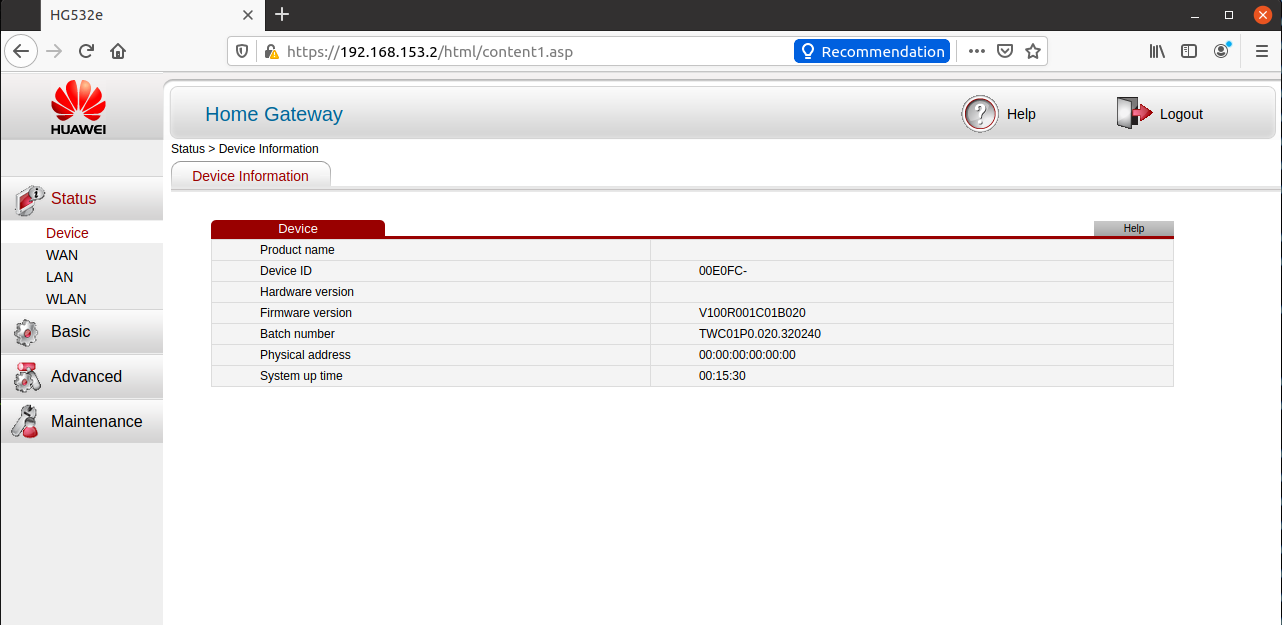 HG532e
https://192.168.153.2/html/content1.asp
Recommendation
HUAWEI
Home Gateway
Help
Logout
Status > Device Information
Device Information
Status
Device
WAN
LAN
WLAN
Basic
Advanced
Maintenance
Device
Help
Product name
Device ID 00E0FC-
Hardware version
Firmware version V100R001C01B020
Batch number TWC01P0.020.320240
Physical address 00:00:00:00:00:00
System up time 00:15:30